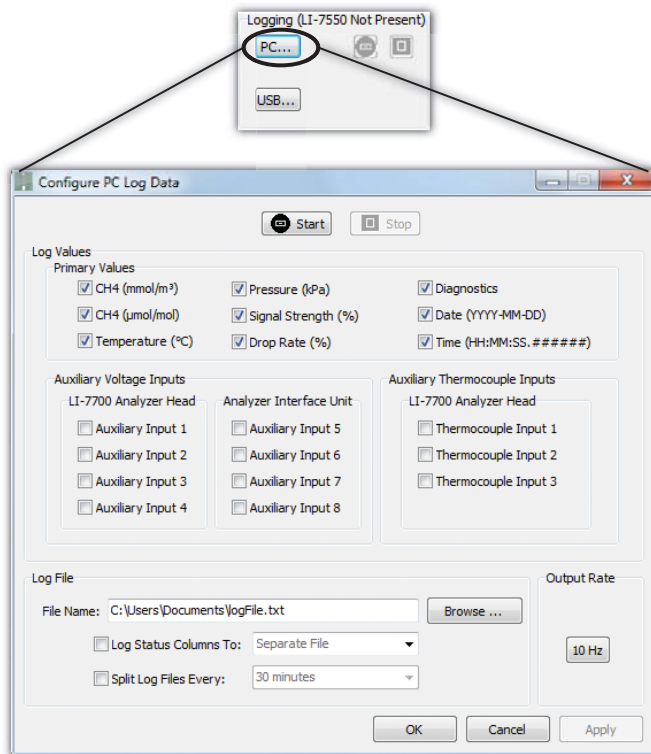 Logging (LI-7550 Not Present)
PC...
USB...
Configure PC Log Data
Start Stop
Log Values
Primary Values
CH4 (mmol/m³) Pressure (kPa) Diagnostics
CH4 (µmol/mol) Signal Strength (%) Date (YYYY-MM-DD)
Temperature (°C) Drop Rate (%) Time (HH:MM:SS.######)
Auxiliary Voltage Inputs Auxiliary Thermocouple Inputs
LI-7700 Analyzer Head Analyzer Interface Unit LI-7700 Analyzer Head
Auxiliary Input 1 Auxiliary Input 5 Thermocouple Input 1
Auxiliary Input 2 Auxiliary Input 6 Thermocouple Input 2
Auxiliary Input 3 Auxiliary Input 7 Thermocouple Input 3
Auxiliary Input 4 Auxiliary Input 8
Log File Output Rate
File Name: C:\Users\Documents\logFile.txt Browse ...
Log Status Columns To: Separate File 10 Hz
Split Log Files Every: 30 minutes
OK Cancel Apply